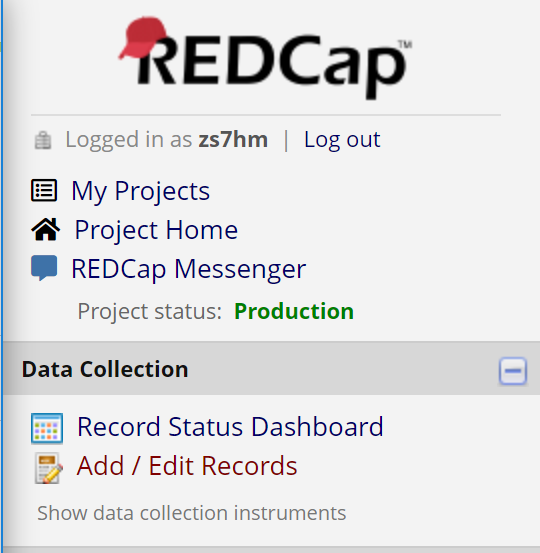 REDCap™
Logged in as zs7hm | Log out
My Projects
Project Home
REDCap Messenger
Project status: Production
Data Collection
Record Status Dashboard
Add / Edit Records
Show data collection instruments